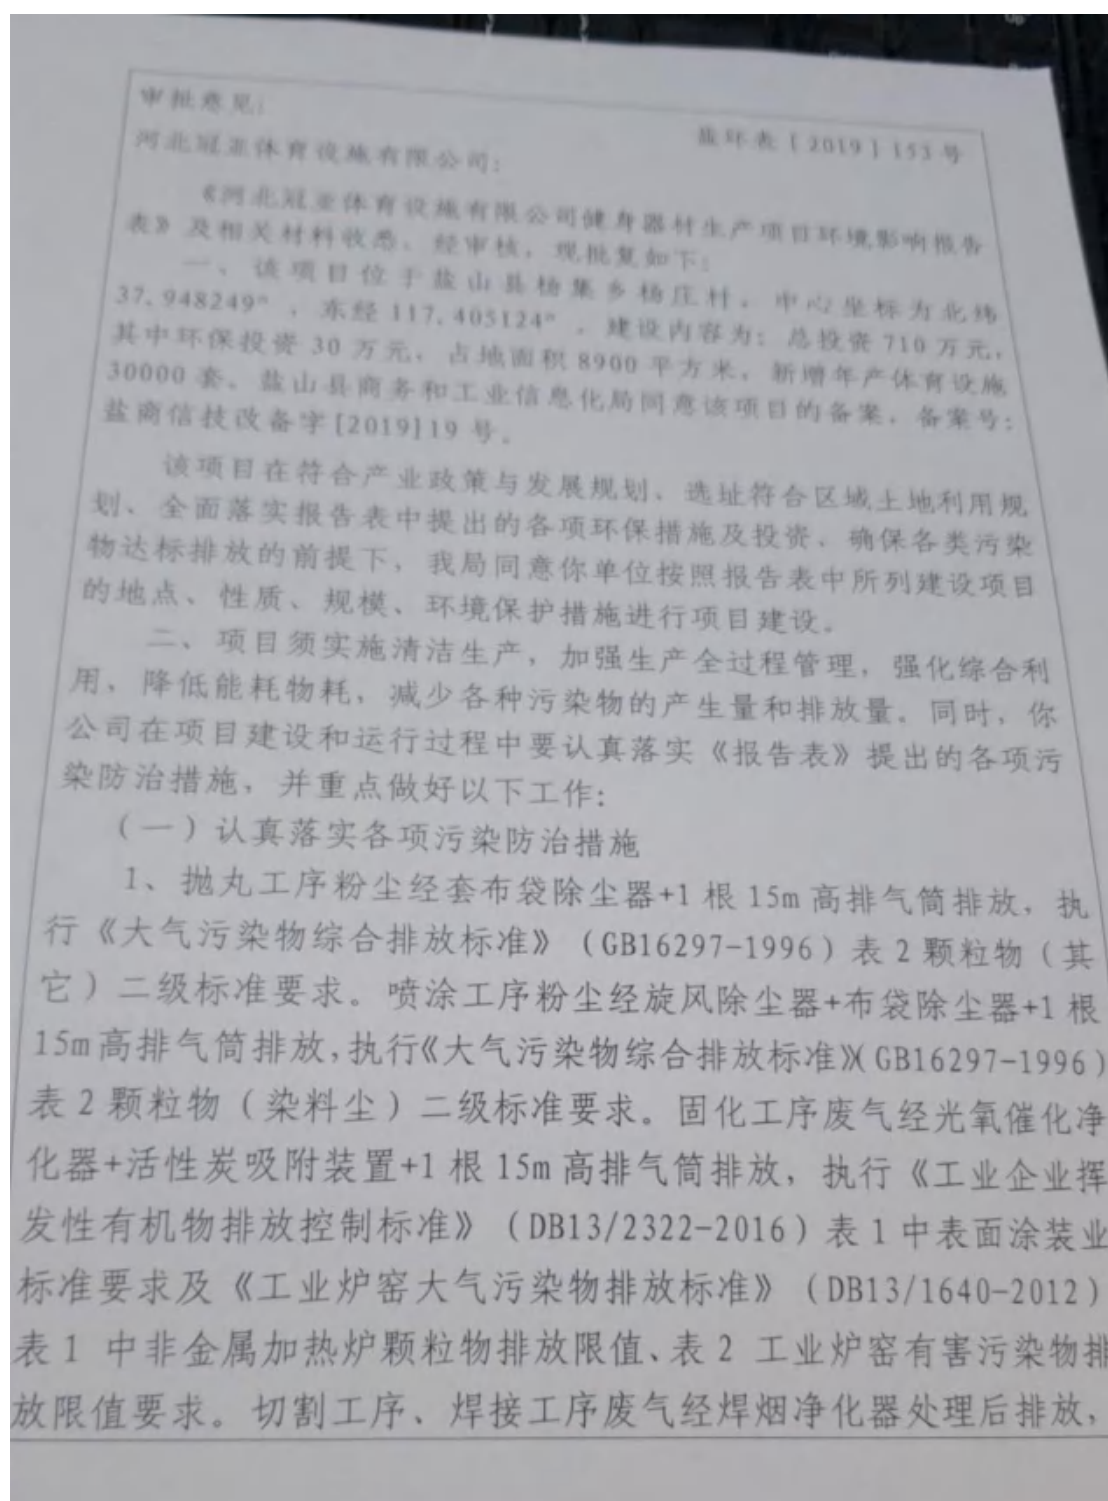 审批意见:
盐环表[2019]153号
河北冠亚体育设施有限公司:
《河北冠亚体育设施有限公司健身器材生产项目环境影响报告
表》及相关材料收悉、经审核,现批复如下:
一、该项目位于盐山县杨集乡杨庄村,中心坐标为北纬
37.948249°,东经117.405124°,建设内容为:总投资710万元,
其中环保投资30万元,占地面积8900平方米,新增年产体育设施
30000套。盐山县商务和工业信息化局同意该项目的备案,备案号:
盐商信技改备字[2019]19号。
该项目在符合产业政策与发展规划、选址符合区域土地利用规
划、全面落实报告表中提出的各项环保措施及投资、确保各类污染
物达标排放的前提下,我局同意你单位按照报告表中所列建设项目
的地点、性质、规模、环境保护措施进行项目建设。
二、项目须实施清洁生产,加强生产全过程管理,强化综合利
用、降低能耗物耗,减少各种污染物的产生量和排放量。同时,你
公司在项目建设和运行过程中要认真落实《报告表》提出的各项污
染防治措施,并重点做好以下工作:
(一)认真落实各项污染防治措施
1、抛丸工序粉尘经套布袋除尘器+1根15m高排气筒排放,执
行《大气污染物综合排放标准》(GB16297-1996)表2颗粒物(其
它)二级标准要求。喷涂工序粉尘经旋风除尘器+布袋除尘器+1根
15m高排气筒排放,执行《大气污染物综合排放标准》(GB16297-1996)
表2颗粒物(染料尘)二级标准要求。固化工序废气经光氧催化净
化器+活性炭吸附装置+1根15m高排气筒排放,执行《工业企业挥
发性有机物排放控制标准》(DB13/2322-2016)表1中表面涂装业
标准要求及《工业炉窑大气污染物排放标准》(DB13/1640-2012)
表1 中非金属加热炉颗粒物排放限值、表2 工业炉窑有害污染物排
放限值要求。切割工序、焊接工序废气经焊烟净化器处理后排放,